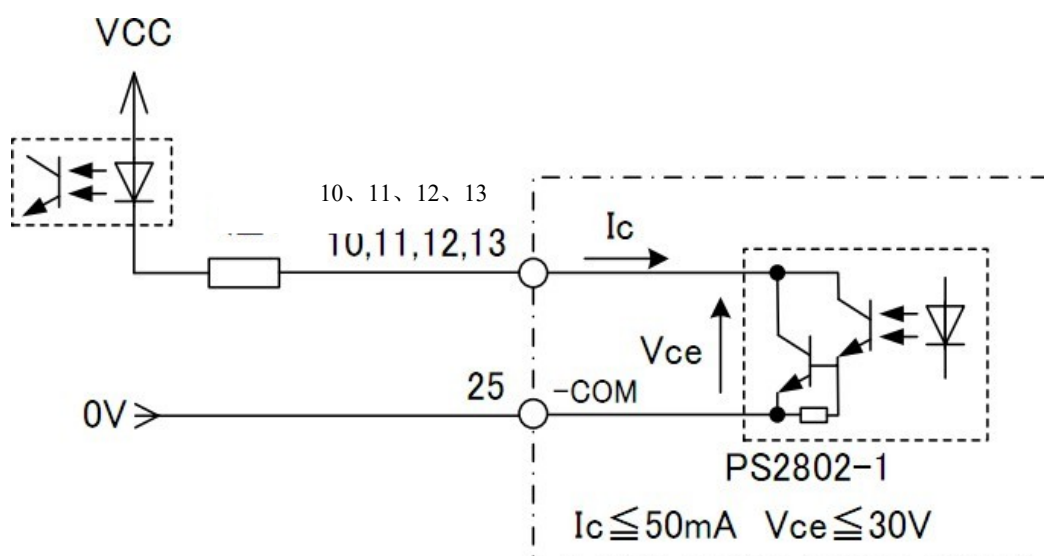 VCC
10、11、12、13
10,11,12,13
Ic
Vce
25
-COM
0V
PS2802-1
Ic≦50mA Vce≦30V